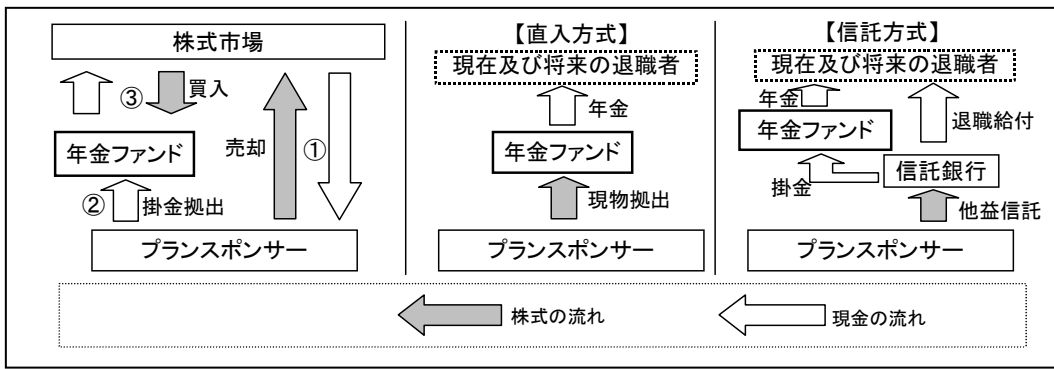 株式市場
③
買入
年金ファンド
売却
①
②
掛金拠出
プランスポンサー
【直入方式】
現在及び将来の退職者
年金
年金ファンド
現物拠出
プランスポンサー
【信託方式】
現在及び将来の退職者
年金
年金ファンド
退職給付
掛金
信託銀行
他益信託
プランスポンサー
株式の流れ
現金の流れ